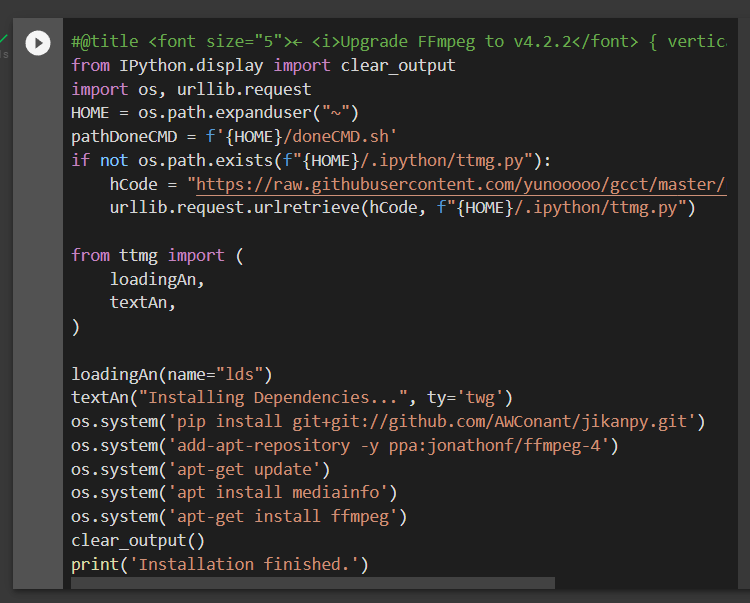 #@title <font size="5">← <i>Upgrade FFmpeg to v4.2.2</font> { vertic
from IPython.display import clear_output
import os, urllib.request
HOME = os.path.expanduser("~")
pathDoneCMD = f'{HOME}/doneCMD.sh'
if not os.path.exists(f"{HOME}/.ipython/ttmg.py"):
    hCode = "https://raw.githubusercontent.com/yunooooo/gcct/master/
    urllib.request.urlretrieve(hCode, f"{HOME}/.ipython/ttmg.py")

from ttmg import (
    loadingAn,
    textAn,
)

loadingAn(name="lds")
textAn("Installing Dependencies...", ty='twg')
os.system('pip install git+git://github.com/AWConant/jikanpy.git')
os.system('add-apt-repository -y ppa:jonathonf/ffmpeg-4')
os.system('apt-get update')
os.system('apt install mediainfo')
os.system('apt-get install ffmpeg')
clear_output()
print('Installation finished.')